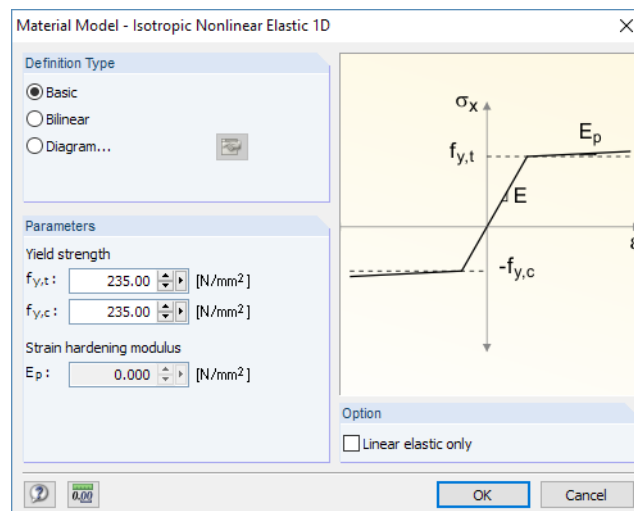 Material Model - Isotropic Nonlinear Elastic 1D
Definition Type
Basic
Bilinear
Diagram...
Parameters
Yield strength
fy,t: 235.00 [N/mm²]
fy,c: 235.00 [N/mm²]
Strain hardening modulus
Ep: 0.000 [N/mm²]
σx
Ep
fy,t
E
ε
-fy,c
Option
Linear elastic only
0.00
OK
Cancel